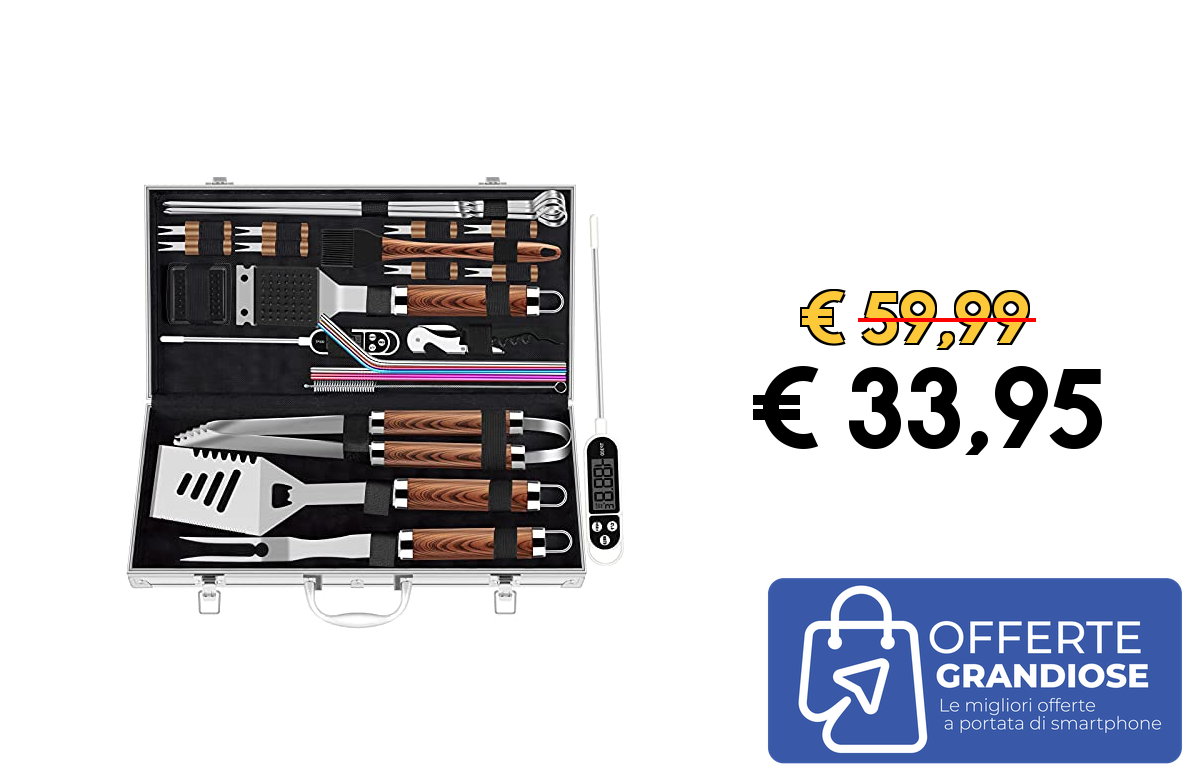 € 59,99
€ 33,95
OFFERTE
GRANDIOSE
Le migliori offerte
a portata di smartphone